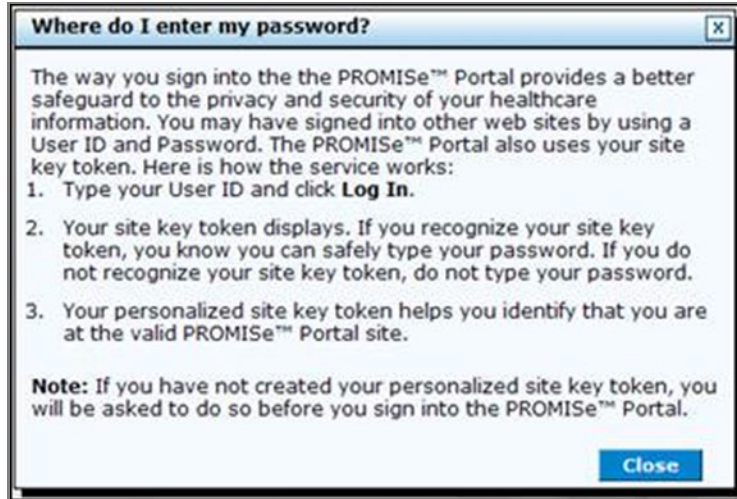 Where do I enter my password?
X
The way you sign into the the PROMISe™ Portal provides a better
safeguard to the privacy and security of your healthcare
information. You may have signed into other web sites by using a
User ID and Password. The PROMISe™ Portal also uses your site
key token. Here is how the service works:
1. Type your User ID and click Log In.
2. Your site key token displays. If you recognize your site key
token, you know you can safely type your password. If you do
not recognize your site key token, do not type your password.
3. Your personalized site key token helps you identify that you are
at the valid PROMISe™ Portal site.
Note: If you have not created your personalized site key token, you
will be asked to do so before you sign into the PROMISe™ Portal.
Close